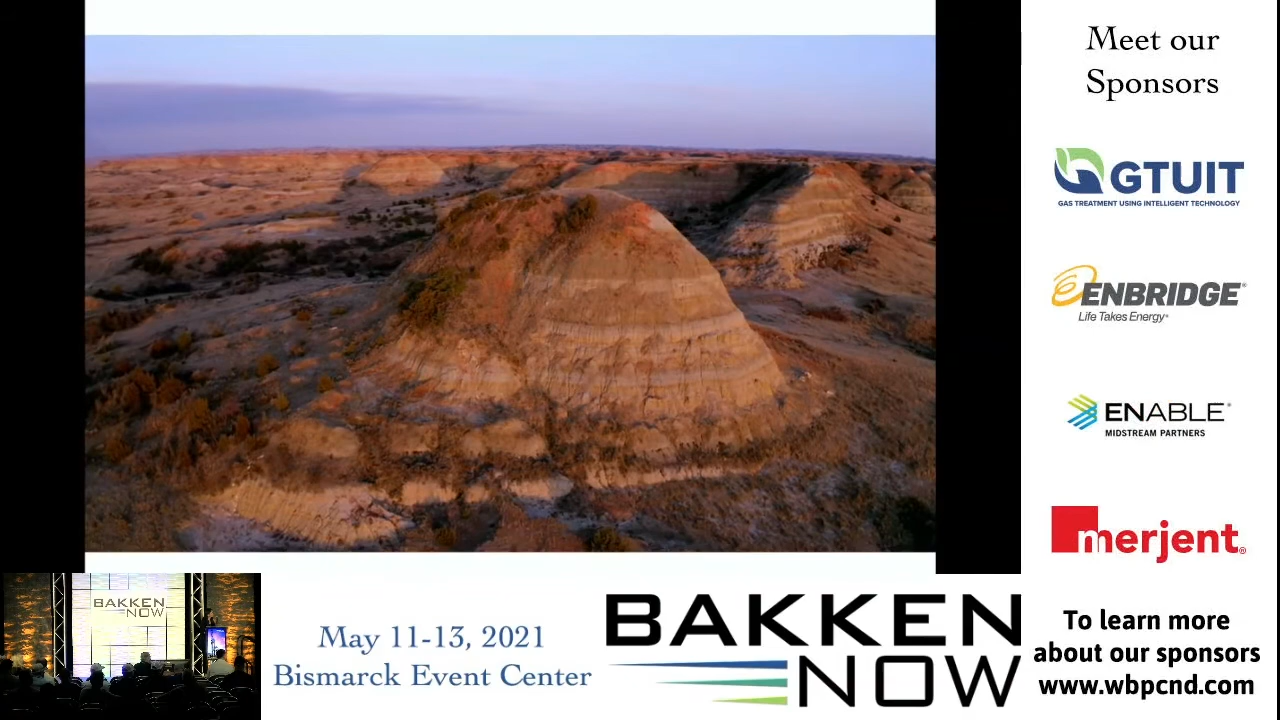 Meet our
Sponsors
GTUIT
GAS TREATMENT USING INTELLIGENT TECHNOLOGY
ENBRIDGE®
Life Takes Energy®
ENABLE®
MIDSTREAM PARTNERS
merjent®
To learn more
about our sponsors
www.wbpcnd.com
BAKKEN
NOW
May 11-13, 2021
Bismarck Event Center
BAKKEN
NOW